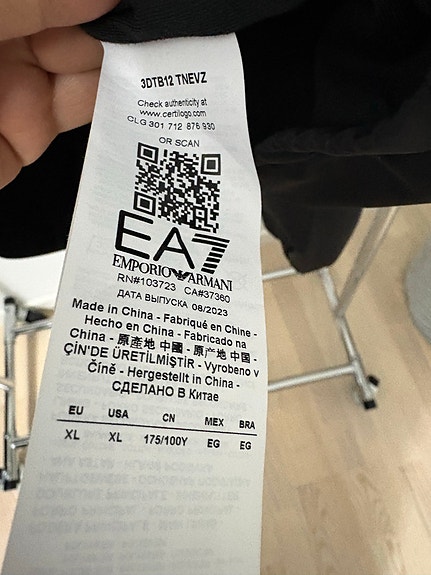 3DTB12 TNEVZ
Check authenticity at
www.certilogo.com
CLG 301 712 876 930
OR SCAN
EA7
EMPORIO ARMANI
RN#103723 CA#37360
ДАТА ВЫПУСКА 08/2023
Made in China - Fabriqué en Chine -
Hecho en China - Fabricado na
China - 原產地 中國 - 原产地 中国 -
ÇİN'DE ÜRETİLMİŞTİR - Vyrobeno v
Číně - Hergestellt in China -
СДЕЛАНО В Китае
EU USA CN MEX BRA
XL XL 175/100Y EG EG